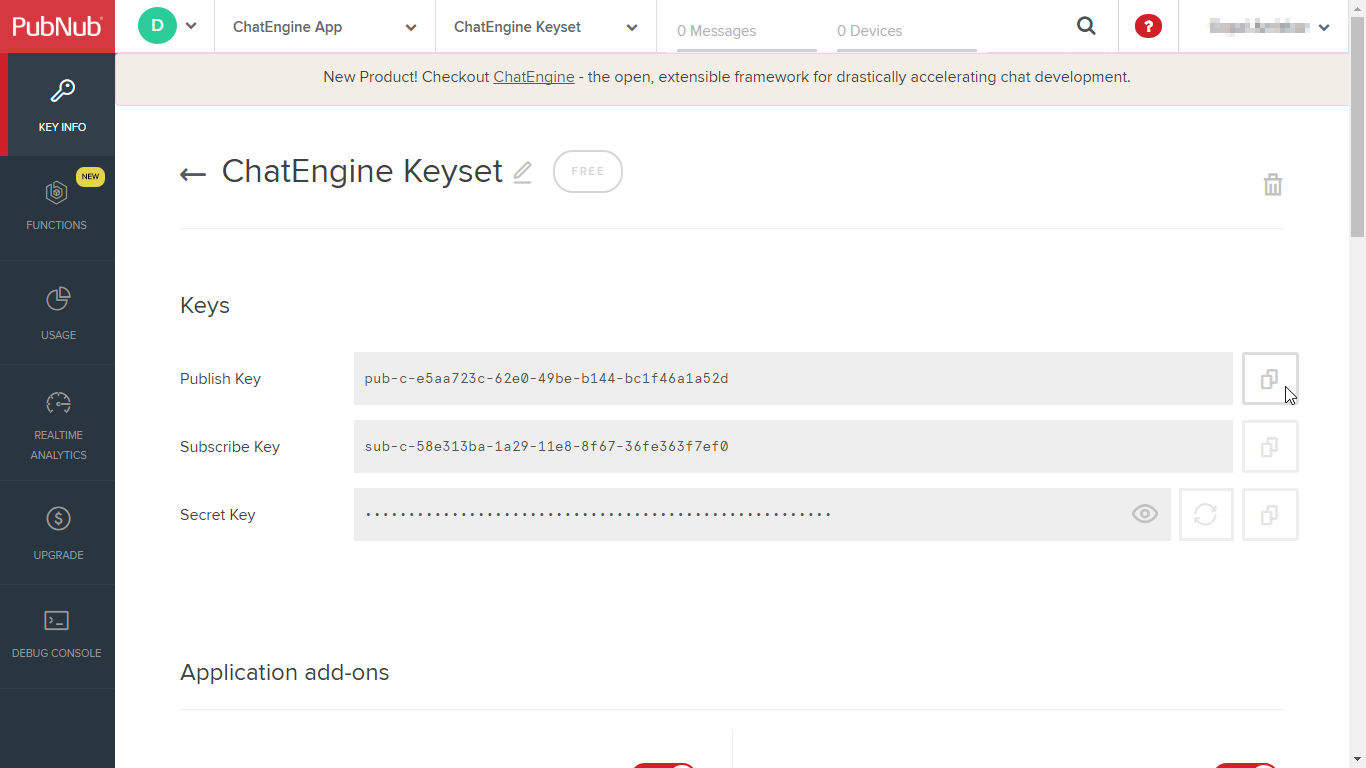 PubNub
D
ChatEngine App
ChatEngine Keyset
0 Messages
0 Devices
?
New Product! Checkout ChatEngine - the open, extensible framework for drastically accelerating chat development.
KEY INFO
NEW
FUNCTIONS
USAGE
REALTIME
ANALYTICS
UPGRADE
DEBUG CONSOLE
ChatEngine Keyset
FREE
Keys
Publish Key
pub-c-e5aa723c-62e0-49be-b144-bc1f46a1a52d
Subscribe Key
sub-c-58e313ba-1a29-11e8-8f67-36fe363f7ef0
Secret Key
Application add-ons